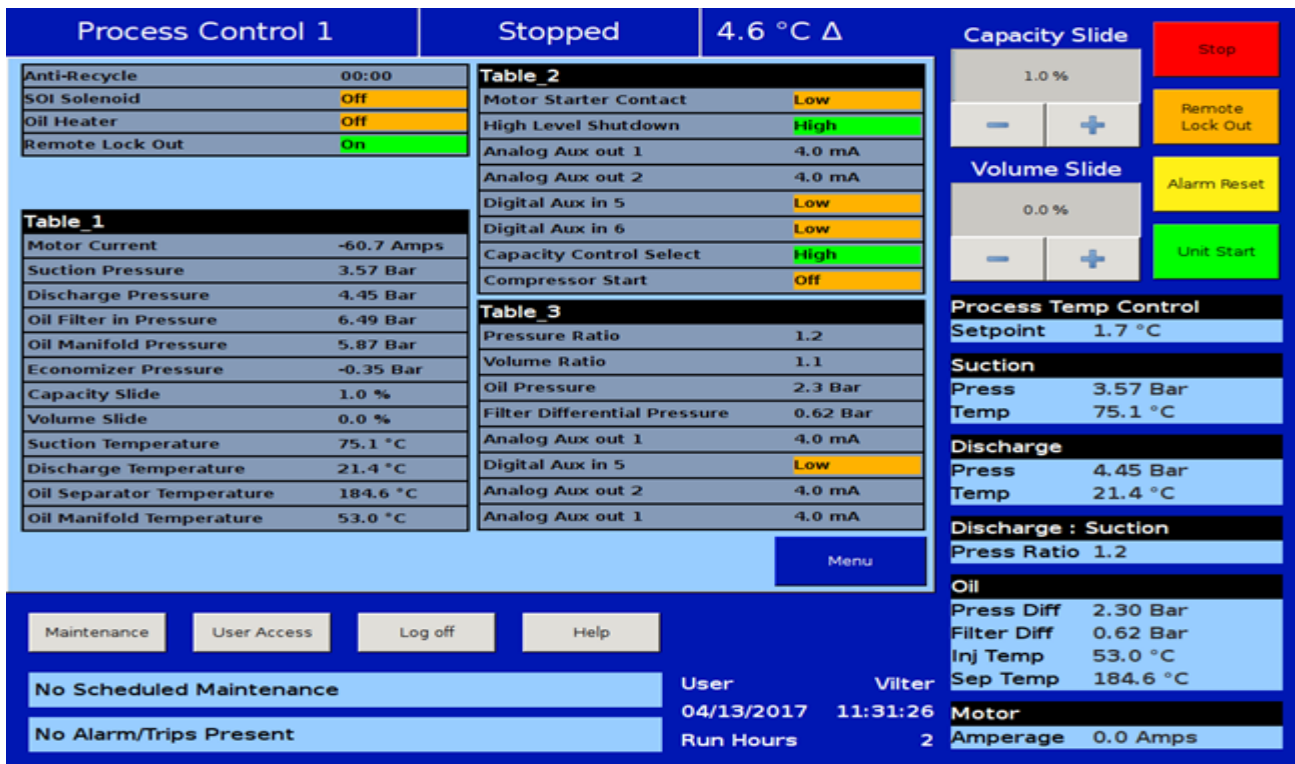 Process Control 1
Stopped
4.6 °C Δ
Anti-Recycle 00:00
SOI Solenoid Off
Oil Heater Off
Remote Lock Out On
Table_1
Motor Current -60.7 Amps
Suction Pressure 3.57 Bar
Discharge Pressure 4.45 Bar
Oil Filter in Pressure 6.49 Bar
Oil Manifold Pressure 5.87 Bar
Economizer Pressure -0.35 Bar
Capacity Slide 1.0 %
Volume Slide 0.0 %
Suction Temperature 75.1 °C
Discharge Temperature 21.4 °C
Oil Separator Temperature 184.6 °C
Oil Manifold Temperature 53.0 °C
Table_2
Motor Starter Contact Low
High Level Shutdown High
Analog Aux out 1 4.0 mA
Analog Aux out 2 4.0 mA
Digital Aux in 5 Low
Digital Aux in 6 Low
Capacity Control Select High
Compressor Start Off
Table_3
Pressure Ratio 1.2
Volume Ratio 1.1
Oil Pressure 2.3 Bar
Filter Differential Pressure 0.62 Bar
Analog Aux out 1 4.0 mA
Digital Aux in 5 Low
Analog Aux out 2 4.0 mA
Analog Aux out 1 4.0 mA
Menu
Capacity Slide
1.0 %
− +
Volume Slide
0.0 %
− +
Stop
Remote
Lock Out
Alarm Reset
Unit Start
Process Temp Control
Setpoint 1.7 °C
Suction
Press 3.57 Bar
Temp 75.1 °C
Discharge
Press 4.45 Bar
Temp 21.4 °C
Discharge : Suction
Press Ratio 1.2
Oil
Press Diff 2.30 Bar
Filter Diff 0.62 Bar
Inj Temp 53.0 °C
Sep Temp 184.6 °C
Motor
Amperage 0.0 Amps
Maintenance
User Access
Log off
Help
No Scheduled Maintenance
No Alarm/Trips Present
User Vilter
04/13/2017 11:31:26
Run Hours 2